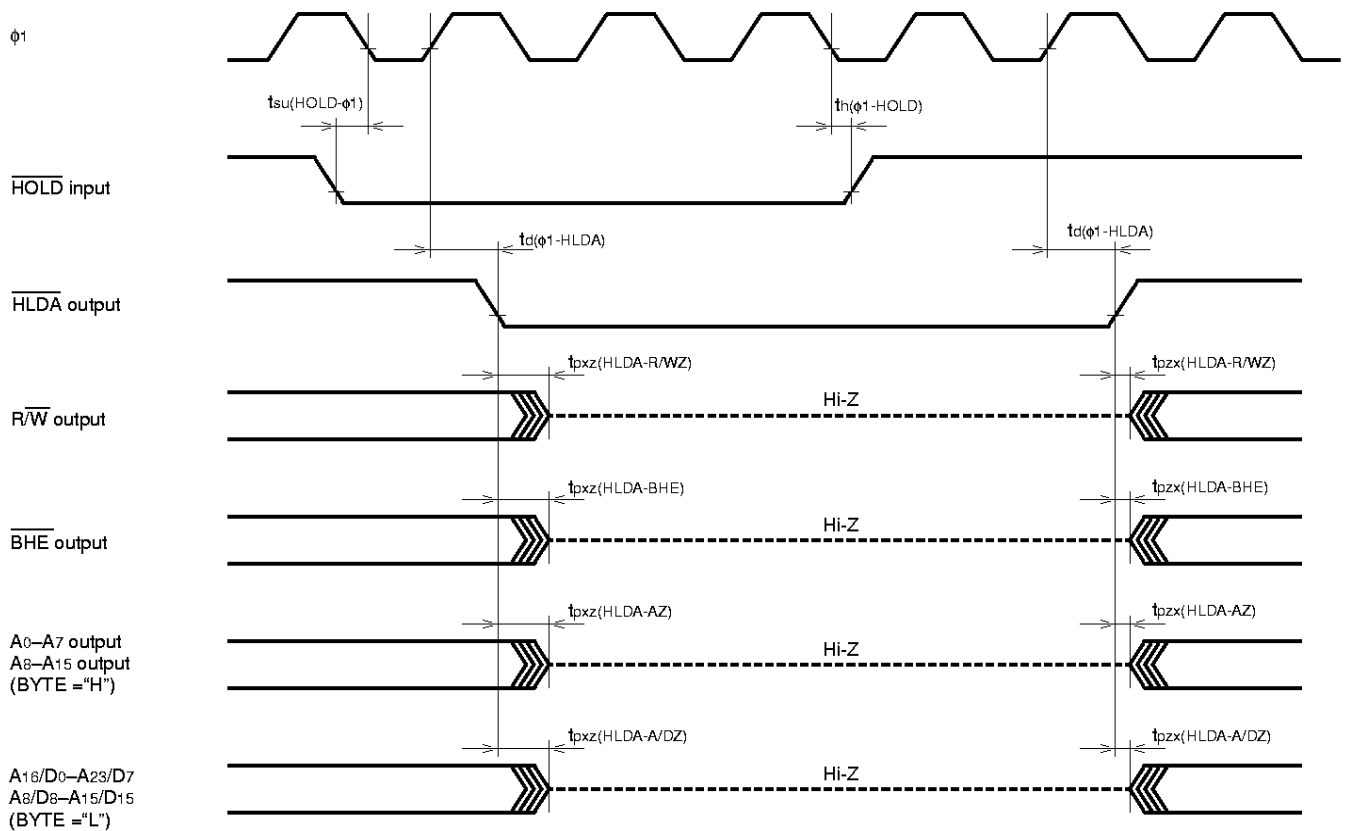 φ1
tsu(HOLD-φ1) th(φ1-HOLD)
HOLD input
td(φ1-HLDA) td(φ1-HLDA)
HLDA output
tpxz(HLDA-R/WZ) tpzx(HLDA-R/WZ)
Hi-Z
R/W output
tpxz(HLDA-BHE) tpzx(HLDA-BHE)
Hi-Z
BHE output
tpxz(HLDA-AZ) tpzx(HLDA-AZ)
A0–A7 output
Hi-Z
A8–A15 output
(BYTE =“H”)
tpxz(HLDA-A/DZ) tpzx(HLDA-A/DZ)
A16/D0–A23/D7
Hi-Z
A8/D8–A15/D15
(BYTE =“L”)